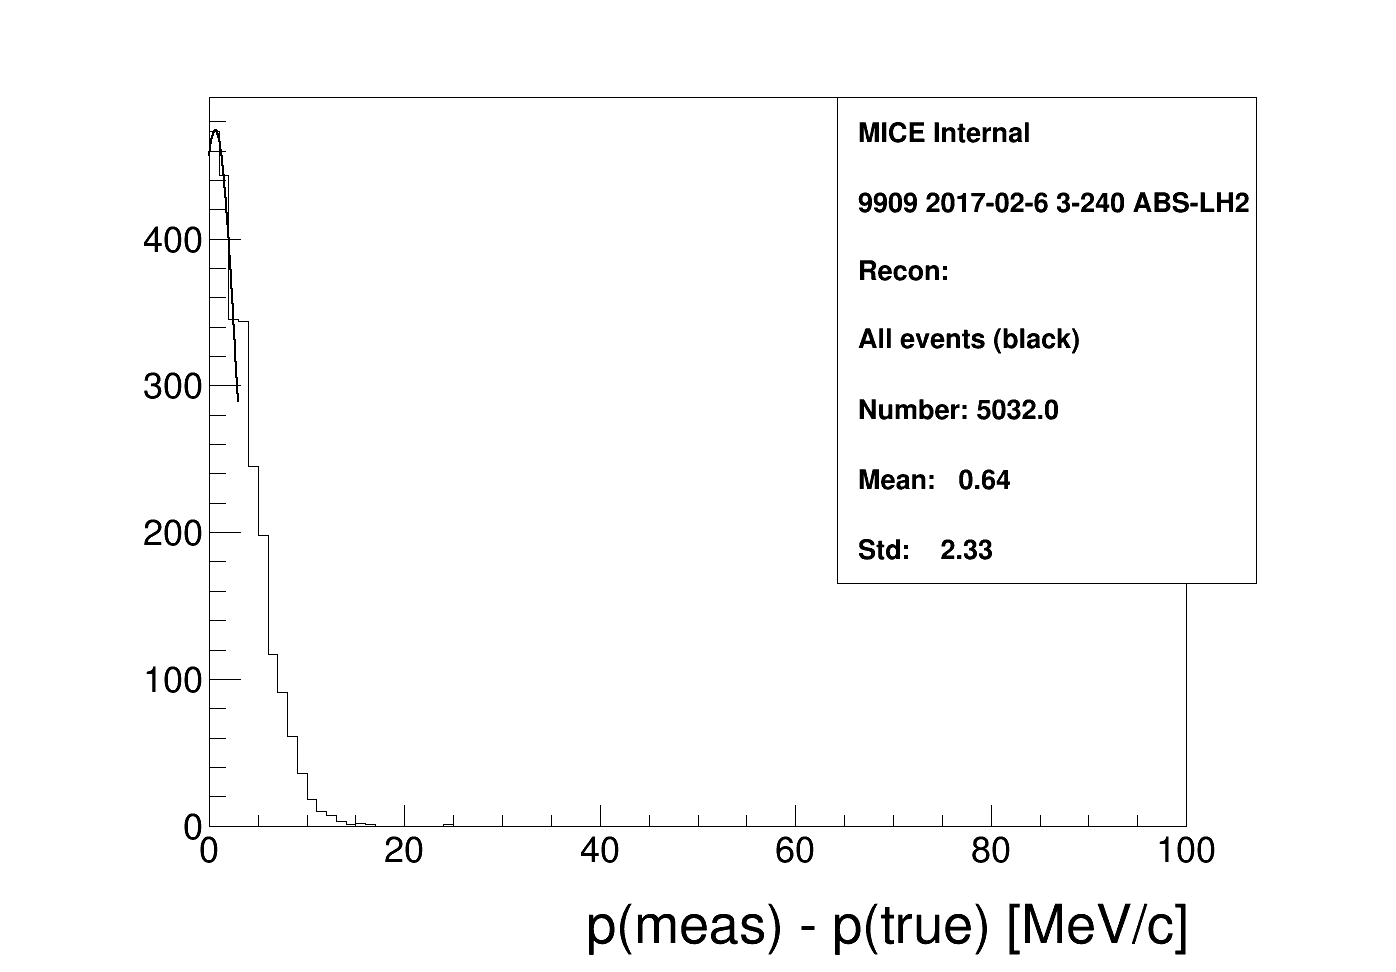 MICE Internal
9909 2017-02-6 3-240 ABS-LH2
Recon:
All events (black)
Number: 5032.0
Mean: 0.64
Std: 2.33
400
300
200
100
0
0 20 40 60 80 100
p(meas) - p(true) [MeV/c]